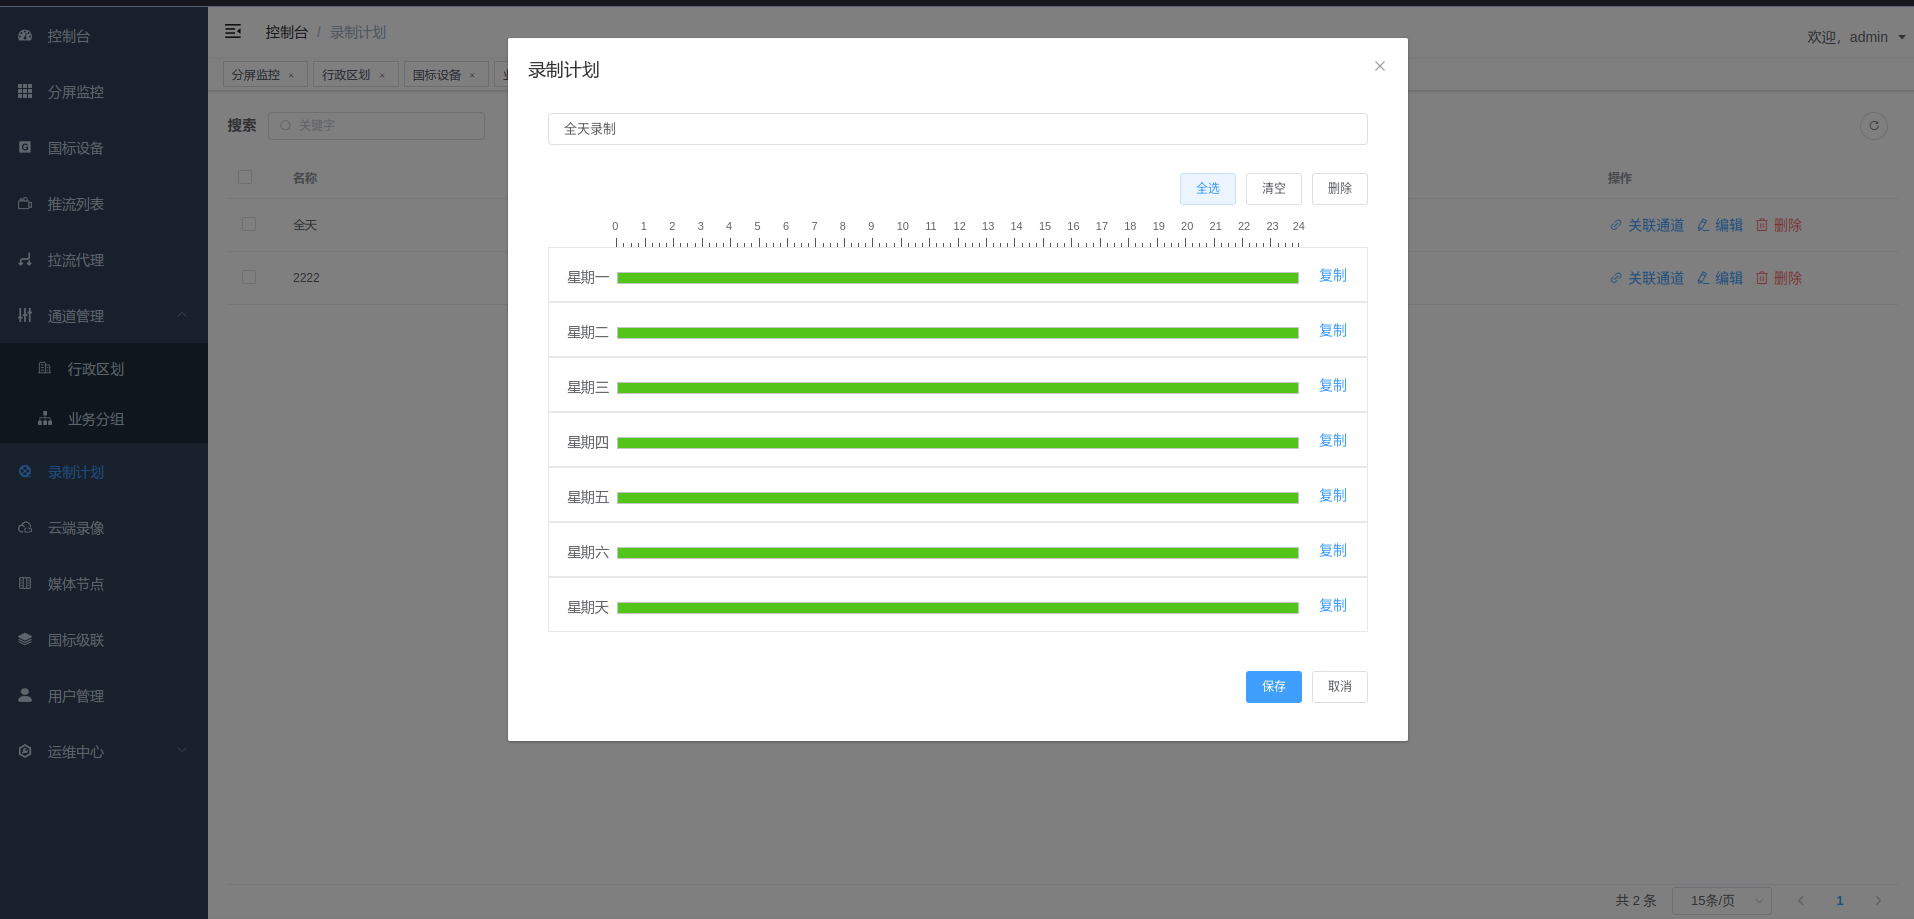 控制台
分屏监控
国标设备
推流列表
拉流代理
通道管理
行政区划
业务分组
录制计划
云端录像
媒体节点
国标级联
用户管理
运维中心
控制台 / 录制计划
欢迎，admin
分屏监控 × 行政区划 × 国标设备 ×
搜索 关键字
名称 操作
全天 关联通道 编辑 删除
2222 关联通道 编辑 删除
录制计划
全天录制
全选 清空 删除
0 1 2 3 4 5 6 7 8 9 10 11 12 13 14 15 16 17 18 19 20 21 22 23 24
星期一 复制
星期二 复制
星期三 复制
星期四 复制
星期五 复制
星期六 复制
星期天 复制
保存 取消
共 2 条 15条/页 1